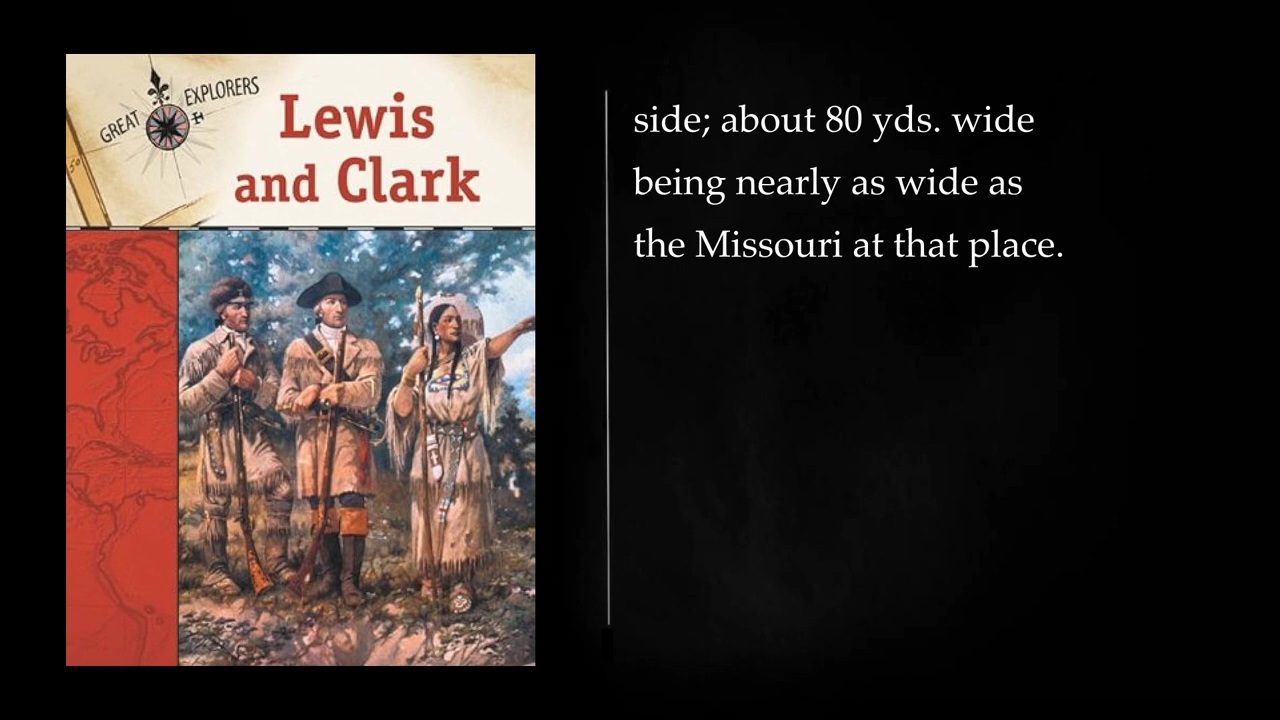 GREAT EXPLORERS
Lewis
and Clark
side; about 80 yds. wide
being nearly as wide as
the Missouri at that place.